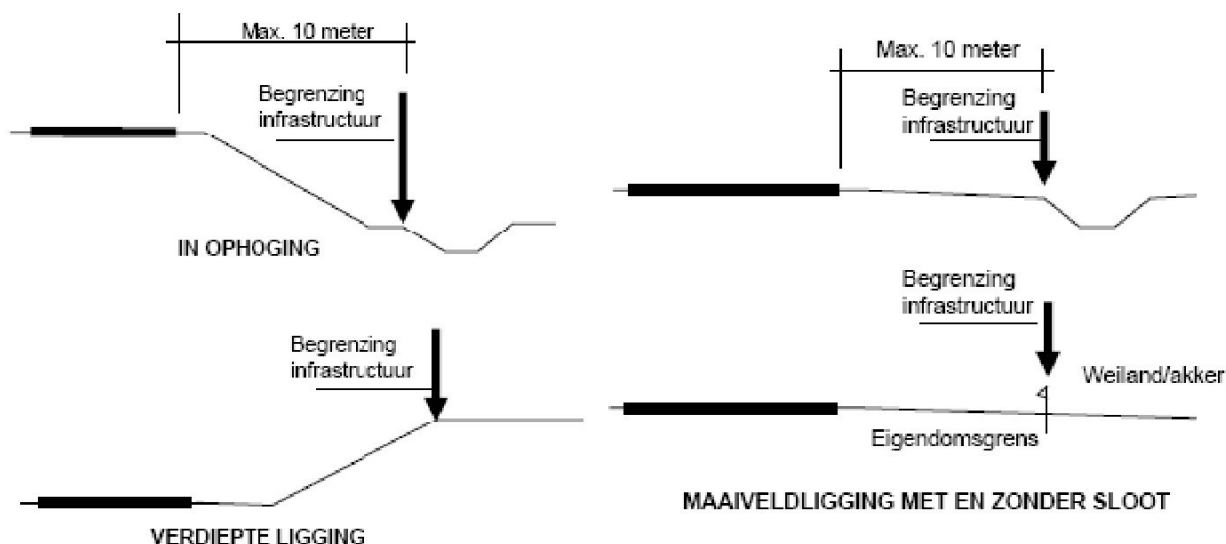 Max. 10 meter
Begrenzing
infrastructuur
IN OPHOGING
Begrenzing
infrastructuur
VERDIEPTE LIGGING
Max. 10 meter
Begrenzing
infrastructuur
Begrenzing
infrastructuur
Weiland/akker
Eigendomsgrens
MAAIVELDLIGGING MET EN ZONDER SLOOT